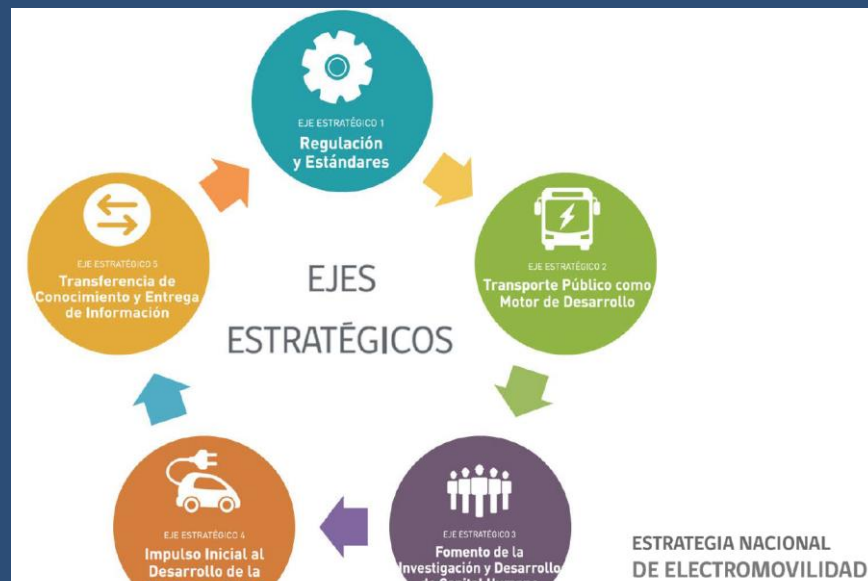 EJE ESTRATÉGICO 1
Regulación
y Estándares
EJE ESTRATÉGICO 2
Transporte Público como
Motor de Desarrollo
EJE ESTRATÉGICO 5
Transferencia de
Conocimiento y Entrega
de Información
EJES
ESTRATÉGICOS
EJE ESTRATÉGICO 4
Impulso Inicial al
Desarrollo de la
EJE ESTRATÉGICO 3
Fomento de la
Investigación y Desarrollo
Capital Humano
ESTRATEGIA NACIONAL
DE ELECTROMOVILIDAD